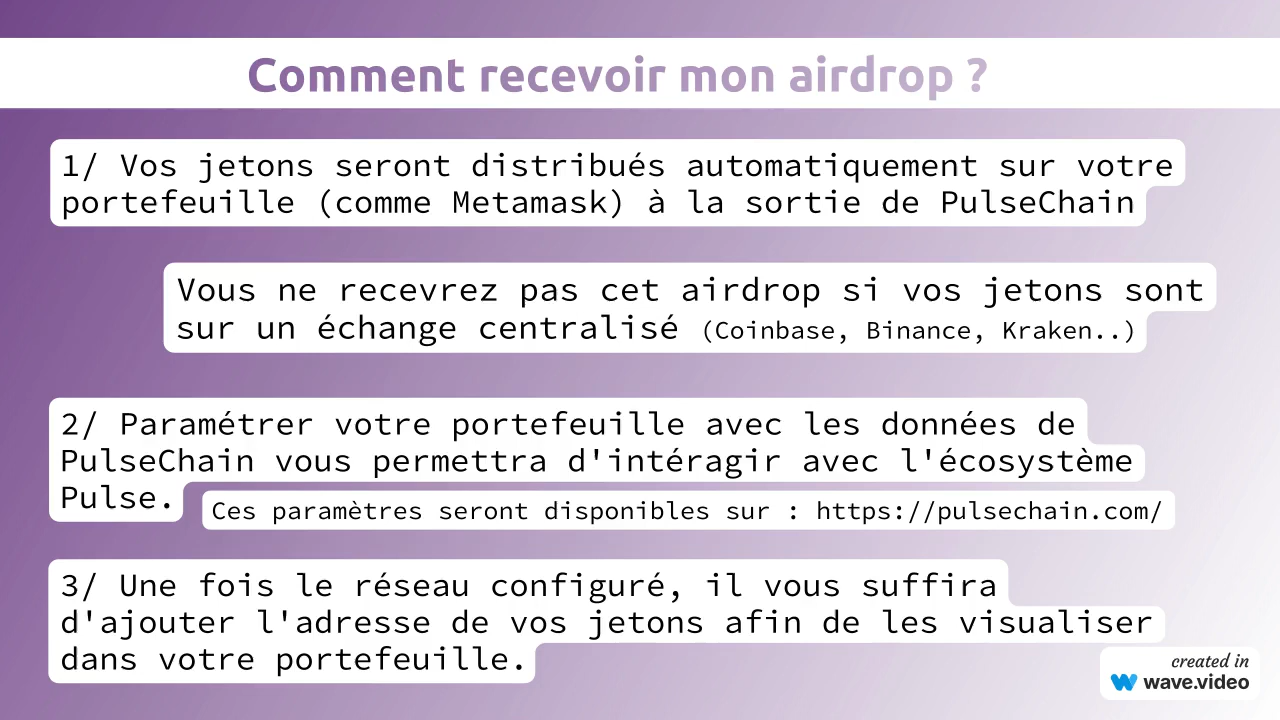 Comment recevoir mon airdrop ?
1/ Vos jetons seront distribués automatiquement sur votre
portefeuille (comme Metamask) à la sortie de PulseChain
Vous ne recevrez pas cet airdrop si vos jetons sont
sur un échange centralisé (Coinbase, Binance, Kraken..)
2/ Paramétrer votre portefeuille avec les données de
PulseChain vous permettra d'intéragir avec l'écosystème
Pulse.
Ces paramètres seront disponibles sur : https://pulsechain.com/
3/ Une fois le réseau configuré, il vous suffira
d'ajouter l'adresse de vos jetons afin de les visualiser
dans votre portefeuille.
created in
wave.video